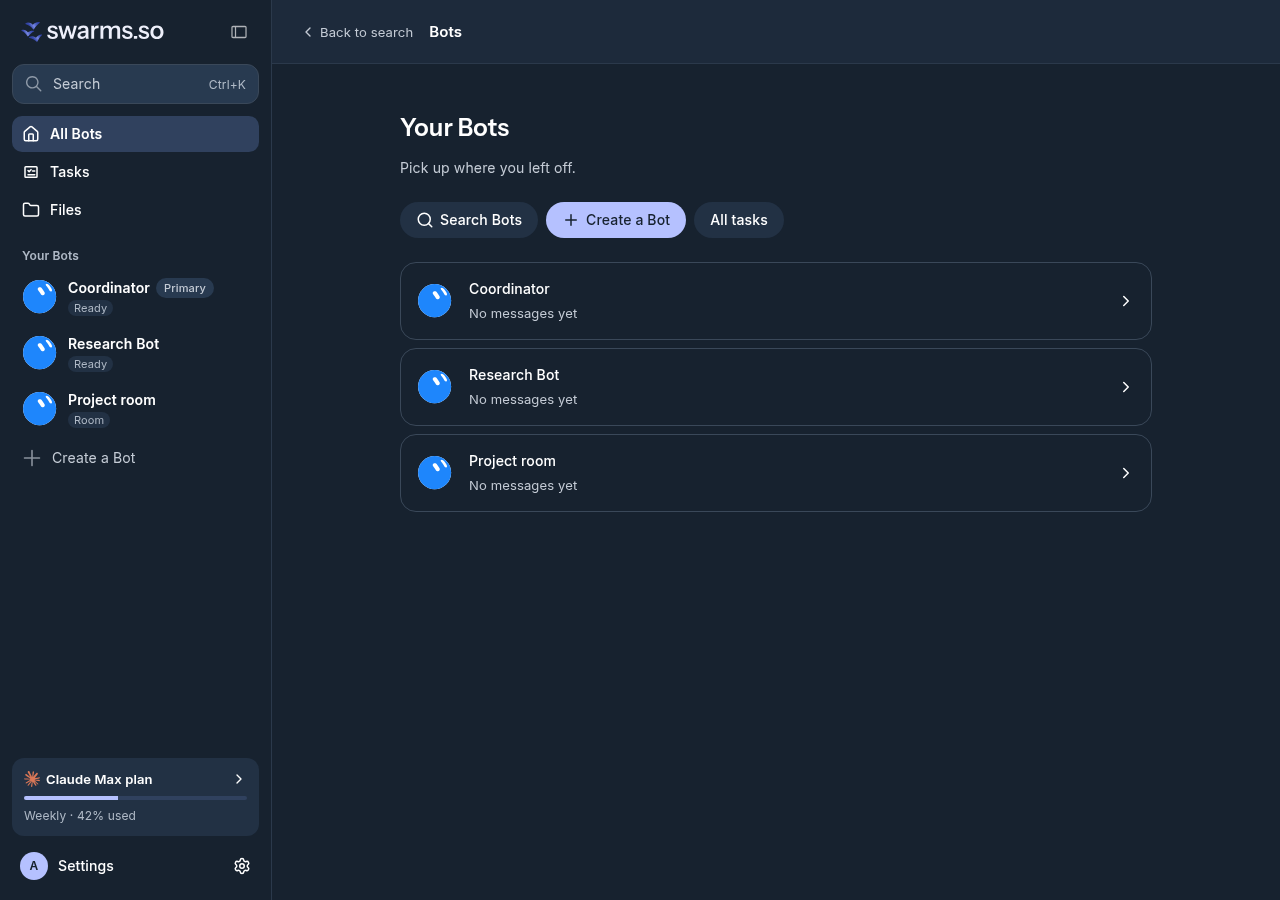 swarms.so
Search Ctrl+K
All Bots
Tasks
Files
Your Bots
Coordinator Primary
Ready
Research Bot
Ready
Project room
Room
Create a Bot
Claude Max plan
Weekly · 42% used
A Settings
Back to search Bots
Your Bots
Pick up where you left off.
Search Bots Create a Bot All tasks
Coordinator
No messages yet
Research Bot
No messages yet
Project room
No messages yet